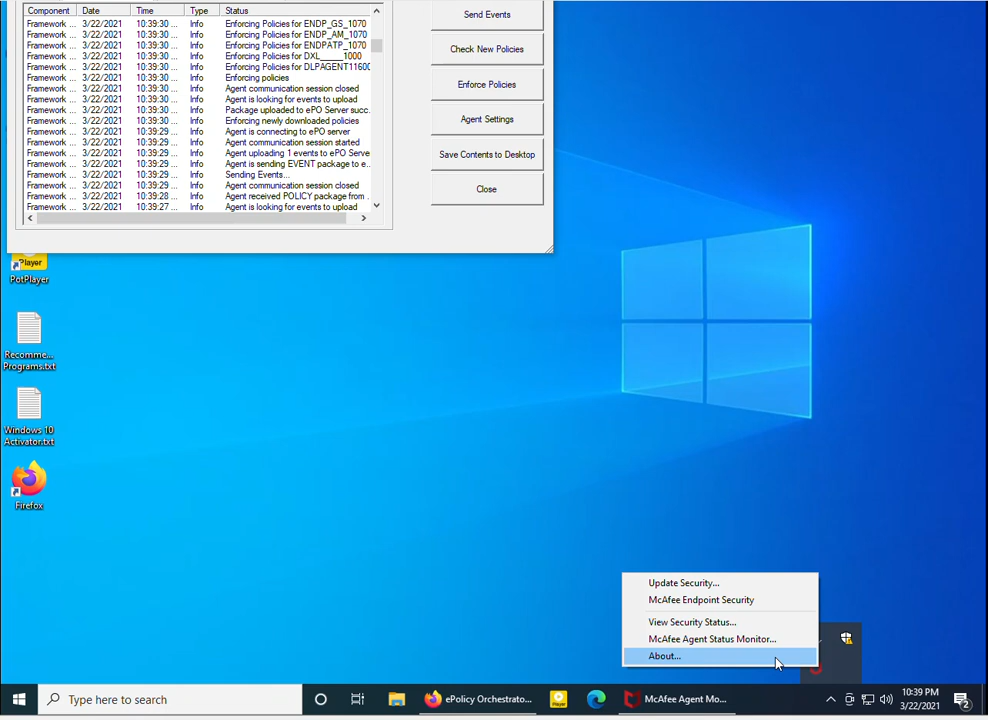 Component Date Time Type Status
Framework ... 3/22/2021 10:39:30 ... Info Enforcing Policies for ENDP_GS_1070
Framework ... 3/22/2021 10:39:30 ... Info Enforcing Policies for ENDP_AM_1070
Framework ... 3/22/2021 10:39:30 ... Info Enforcing Policies for ENDPATP_1070
Framework ... 3/22/2021 10:39:30 ... Info Enforcing Policies for DXL_____1000
Framework ... 3/22/2021 10:39:30 ... Info Enforcing Policies for DLPAGENT11600
Framework ... 3/22/2021 10:39:30 ... Info Enforcing policies
Framework ... 3/22/2021 10:39:30 ... Info Agent communication session closed
Framework ... 3/22/2021 10:39:30 ... Info Agent is looking for events to upload
Framework ... 3/22/2021 10:39:30 ... Info Package uploaded to ePO Server succ...
Framework ... 3/22/2021 10:39:30 ... Info Enforcing newly downloaded policies
Framework ... 3/22/2021 10:39:29 ... Info Agent is connecting to ePO server
Framework ... 3/22/2021 10:39:29 ... Info Agent communication session started
Framework ... 3/22/2021 10:39:29 ... Info Agent uploading 1 events to ePO Serve
Framework ... 3/22/2021 10:39:29 ... Info Agent is sending EVENT package to e...
Framework ... 3/22/2021 10:39:29 ... Info Sending Events...
Framework ... 3/22/2021 10:39:29 ... Info Agent communication session closed
Framework ... 3/22/2021 10:39:28 ... Info Agent received POLICY package from ...
Framework ... 3/22/2021 10:39:27 ... Info Agent is looking for events to upload
Send Events
Check New Policies
Enforce Policies
Agent Settings
Save Contents to Desktop
Close
Player
PotPlayer
Recomme...
Programs.txt
Windows 10
Activator.txt
Firefox
Update Security...
McAfee Endpoint Security
View Security Status...
McAfee Agent Status Monitor...
About...
Type here to search
ePolicy Orchestrato...
Player
McAfee Agent Mo...
10:39 PM
3/22/2021
2